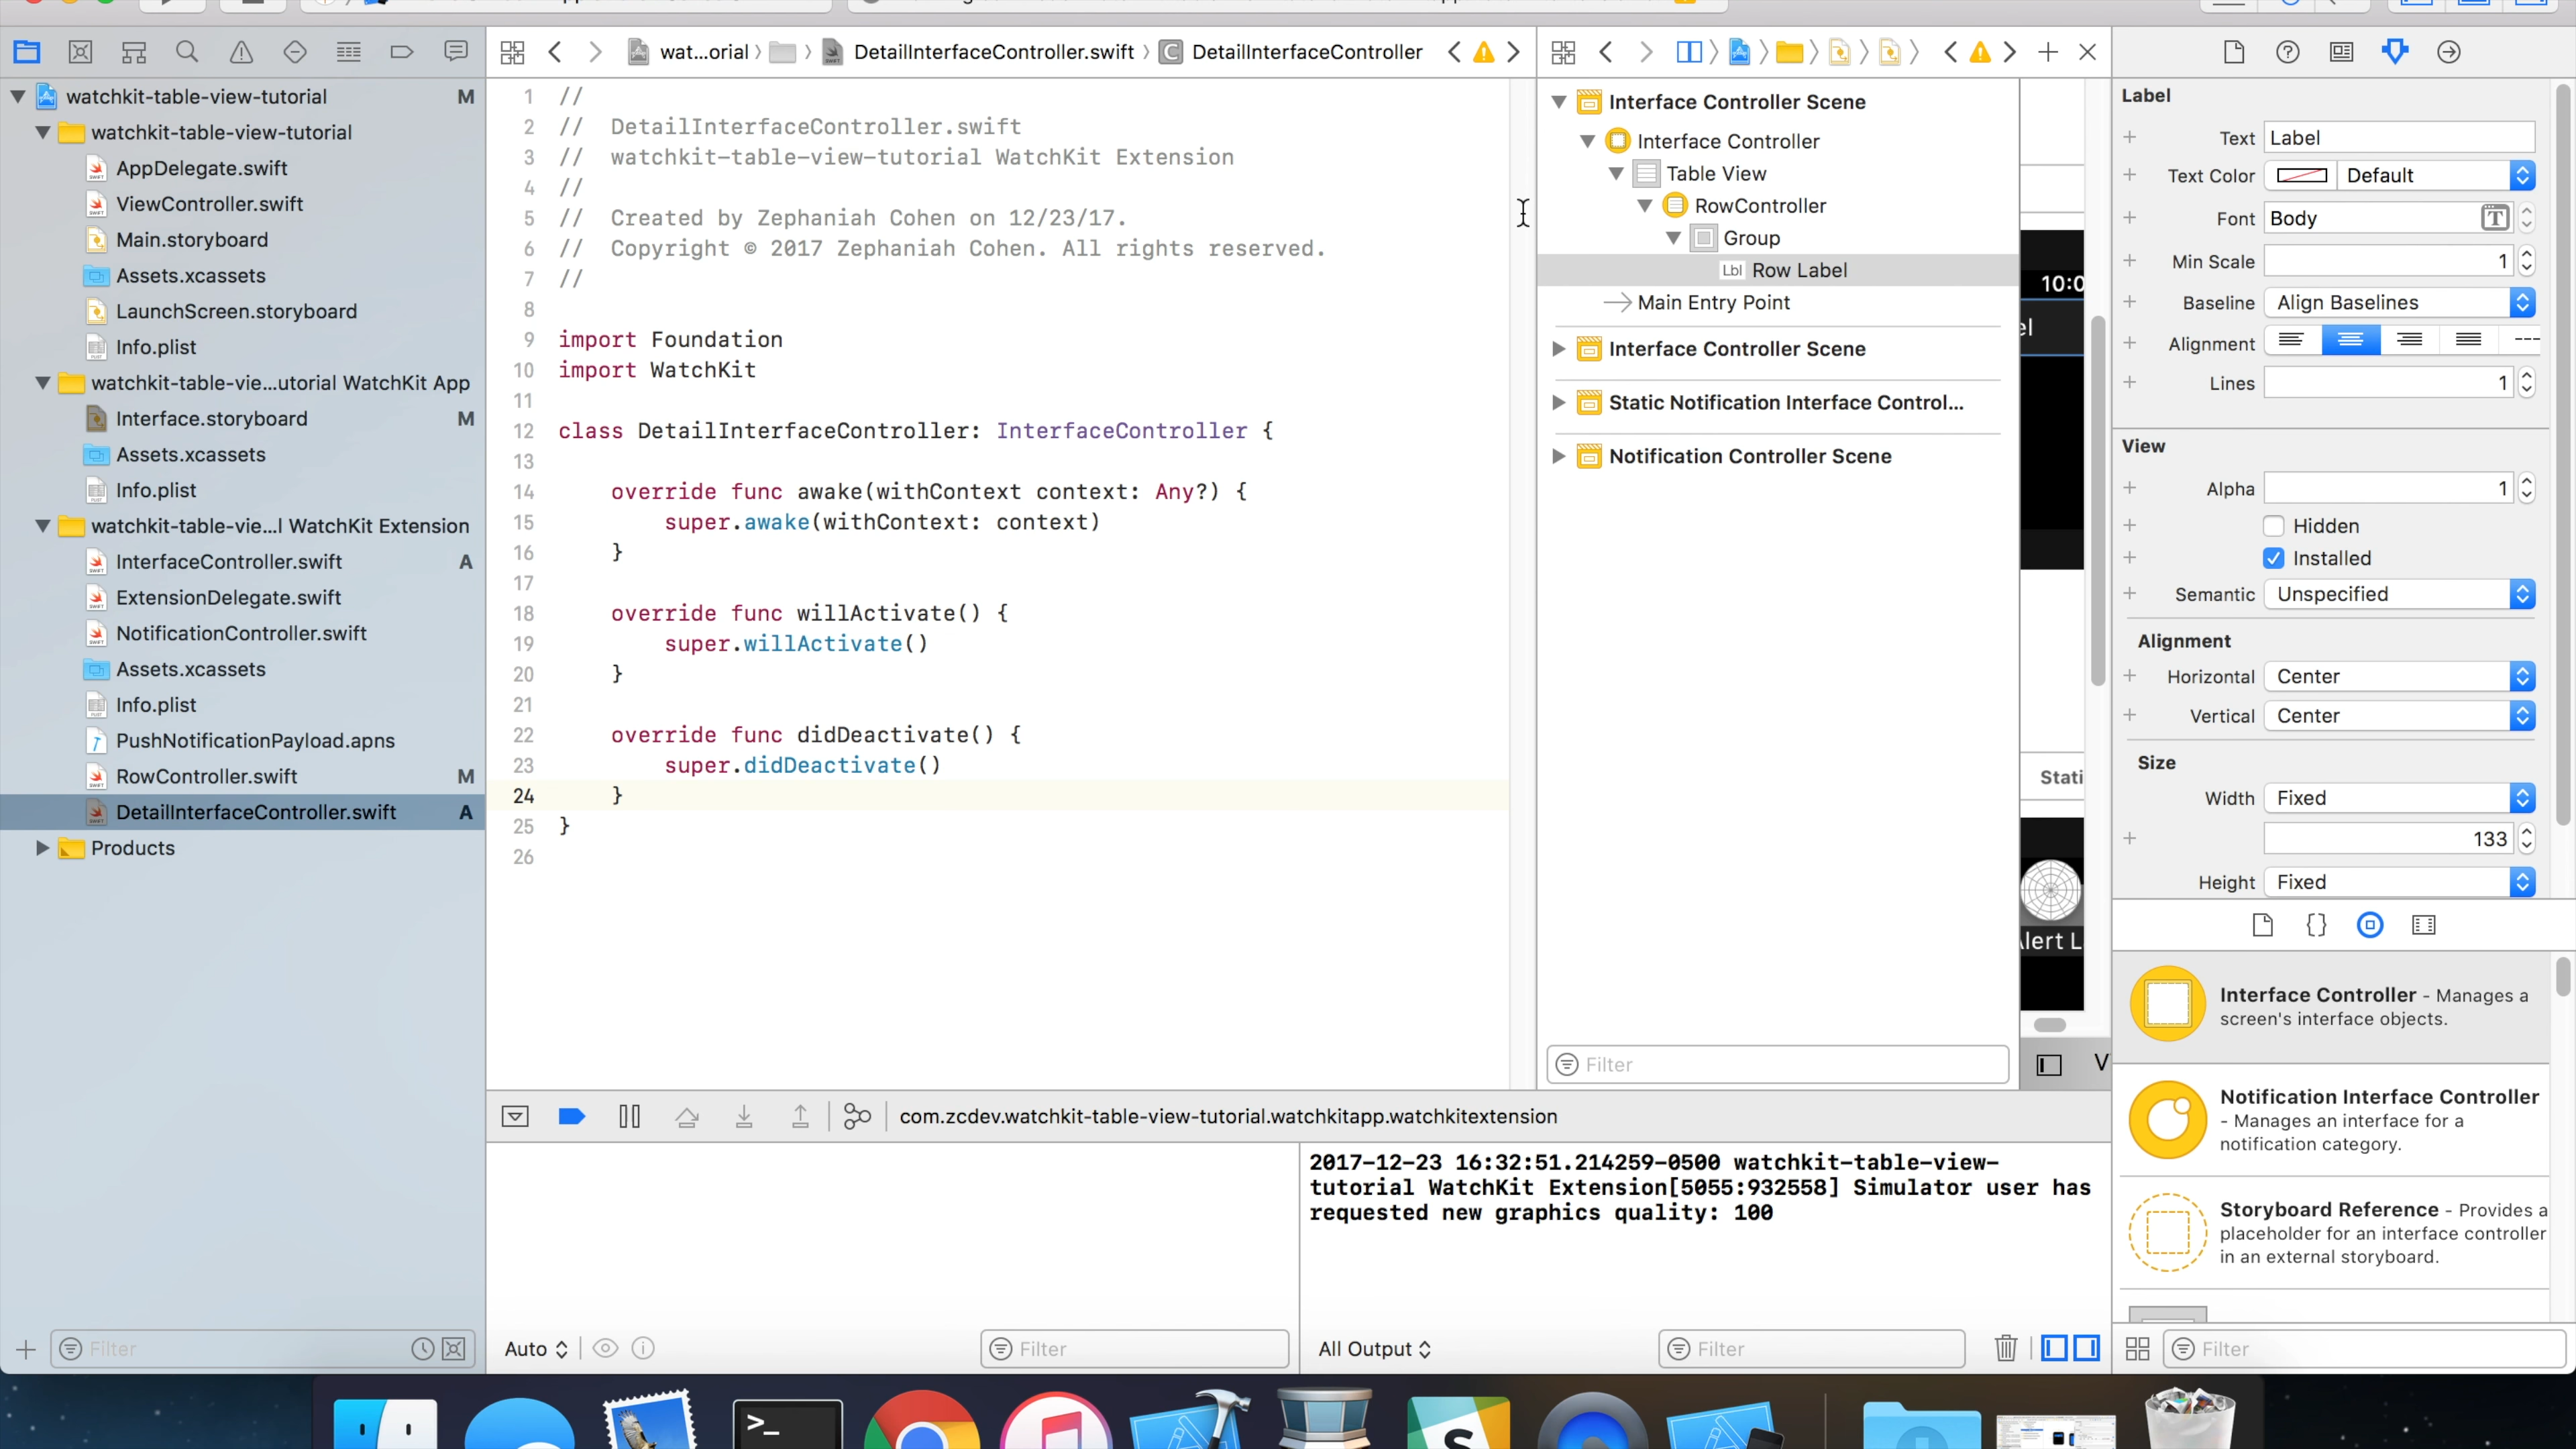 wat...orial
DetailInterfaceController.swift
DetailInterfaceController
watchkit-table-view-tutorial M
watchkit-table-view-tutorial
AppDelegate.swift
ViewController.swift
Main.storyboard
Assets.xcassets
LaunchScreen.storyboard
Info.plist
watchkit-table-vie...utorial WatchKit App
Interface.storyboard M
Assets.xcassets
Info.plist
watchkit-table-vie...l WatchKit Extension
InterfaceController.swift A
ExtensionDelegate.swift
NotificationController.swift
Assets.xcassets
Info.plist
PushNotificationPayload.apns
RowController.swift M
DetailInterfaceController.swift A
Products
Filter
1 //
2 // DetailInterfaceController.swift
3 // watchkit-table-view-tutorial WatchKit Extension
4 //
5 // Created by Zephaniah Cohen on 12/23/17.
6 // Copyright © 2017 Zephaniah Cohen. All rights reserved.
7 //
8
9 import Foundation
10 import WatchKit
11
12 class DetailInterfaceController: InterfaceController {
13
14 override func awake(withContext context: Any?) {
15 super.awake(withContext: context)
16 }
17
18 override func willActivate() {
19 super.willActivate()
20 }
21
22 override func didDeactivate() {
23 super.didDeactivate()
24 }
25 }
26
Interface Controller Scene
Interface Controller
Table View
RowController
Group
Lbl Row Label
Main Entry Point
Interface Controller Scene
Static Notification Interface Control...
Notification Controller Scene
Filter
10:0
el
Stati
Alert L
V
com.zcdev.watchkit-table-view-tutorial.watchkitapp.watchkitextension
2017-12-23 16:32:51.214259-0500 watchkit-table-view-
tutorial WatchKit Extension[5055:932558] Simulator user has
requested new graphics quality: 100
Auto
Filter
All Output
Filter
Label
Text Label
Text Color Default
Font Body
Min Scale 1
Baseline Align Baselines
Alignment
Lines 1
View
Alpha 1
Hidden
Installed
Semantic Unspecified
Alignment
Horizontal Center
Vertical Center
Size
Width Fixed
133
Height Fixed
Interface Controller - Manages a
screen's interface objects.
Notification Interface Controller
- Manages an interface for a
notification category.
Storyboard Reference - Provides a
placeholder for an interface controller
in an external storyboard.
Filter